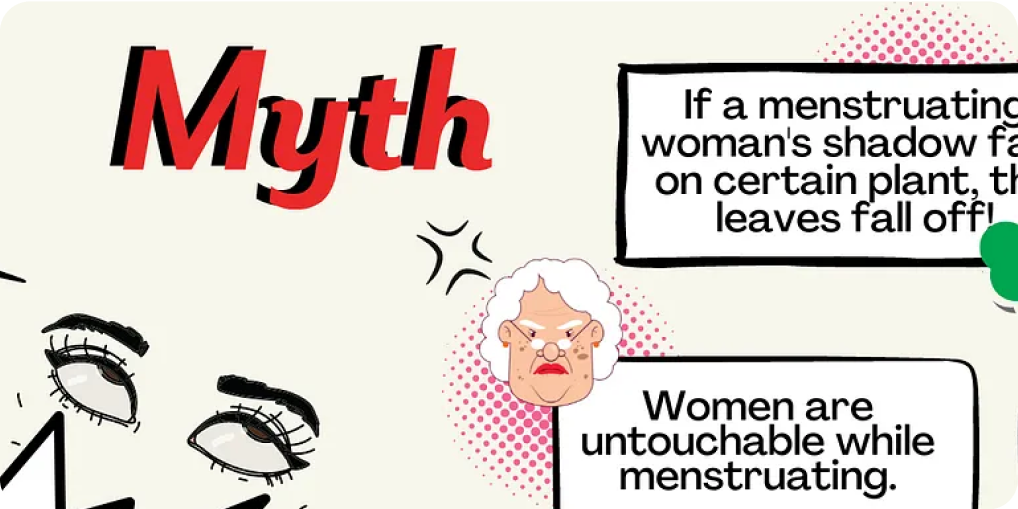 Myth
If a menstruating
woman's shadow fa
on certain plant, th
leaves fall off!
Women are
untouchable while
menstruating.